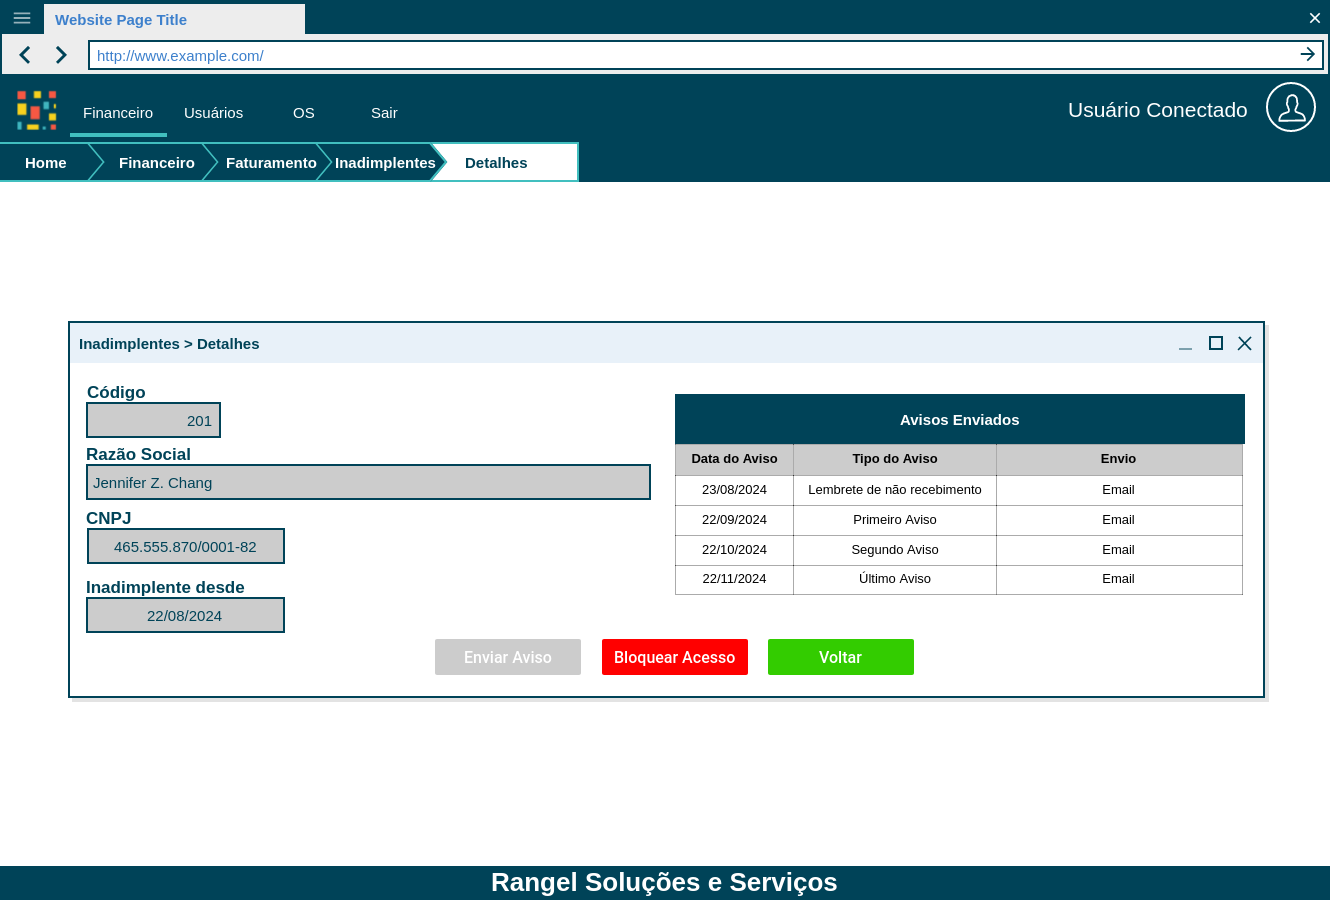 Website Page Title
http://www.example.com/
Financeiro Usuários OS Sair Usuário Conectado
Home Financeiro Faturamento Inadimplentes Detalhes
Inadimplentes > Detalhes
Código
201
Razão Social
Jennifer Z. Chang
CNPJ
465.555.870/0001-82
Inadimplente desde
22/08/2024
Avisos Enviados
Data do Aviso Tipo do Aviso Envio
23/08/2024 Lembrete de não recebimento Email
22/09/2024 Primeiro Aviso Email
22/10/2024 Segundo Aviso Email
22/11/2024 Último Aviso Email
Enviar Aviso Bloquear Acesso Voltar
Rangel Soluções e Serviços